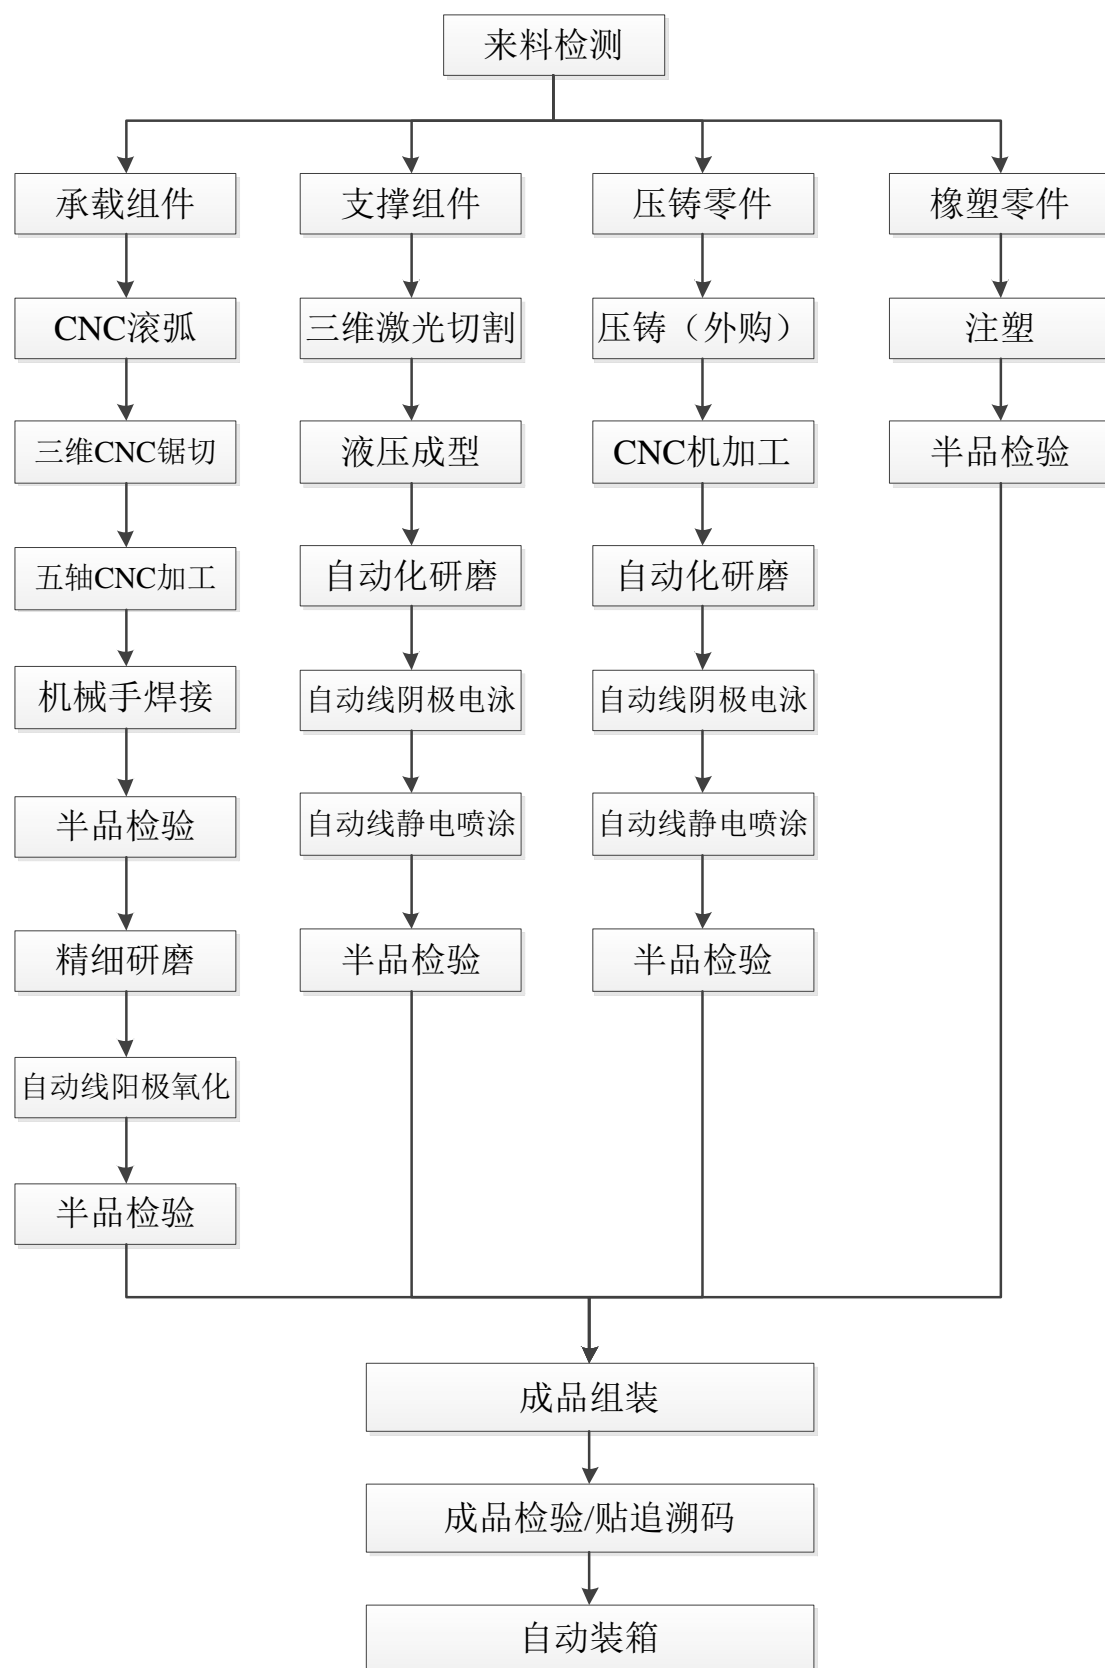 来料检测
承载组件
支撑组件
压铸零件
橡塑零件
CNC滚弧
三维激光切割
压铸（外购）
注塑
三维CNC锯切
液压成型
CNC机加工
半品检验
五轴CNC加工
自动化研磨
自动化研磨
机械手焊接
自动线阴极电泳
自动线阴极电泳
半品检验
自动线静电喷涂
自动线静电喷涂
精细研磨
半品检验
半品检验
自动线阳极氧化
半品检验
成品组装
成品检验/贴追溯码
自动装箱